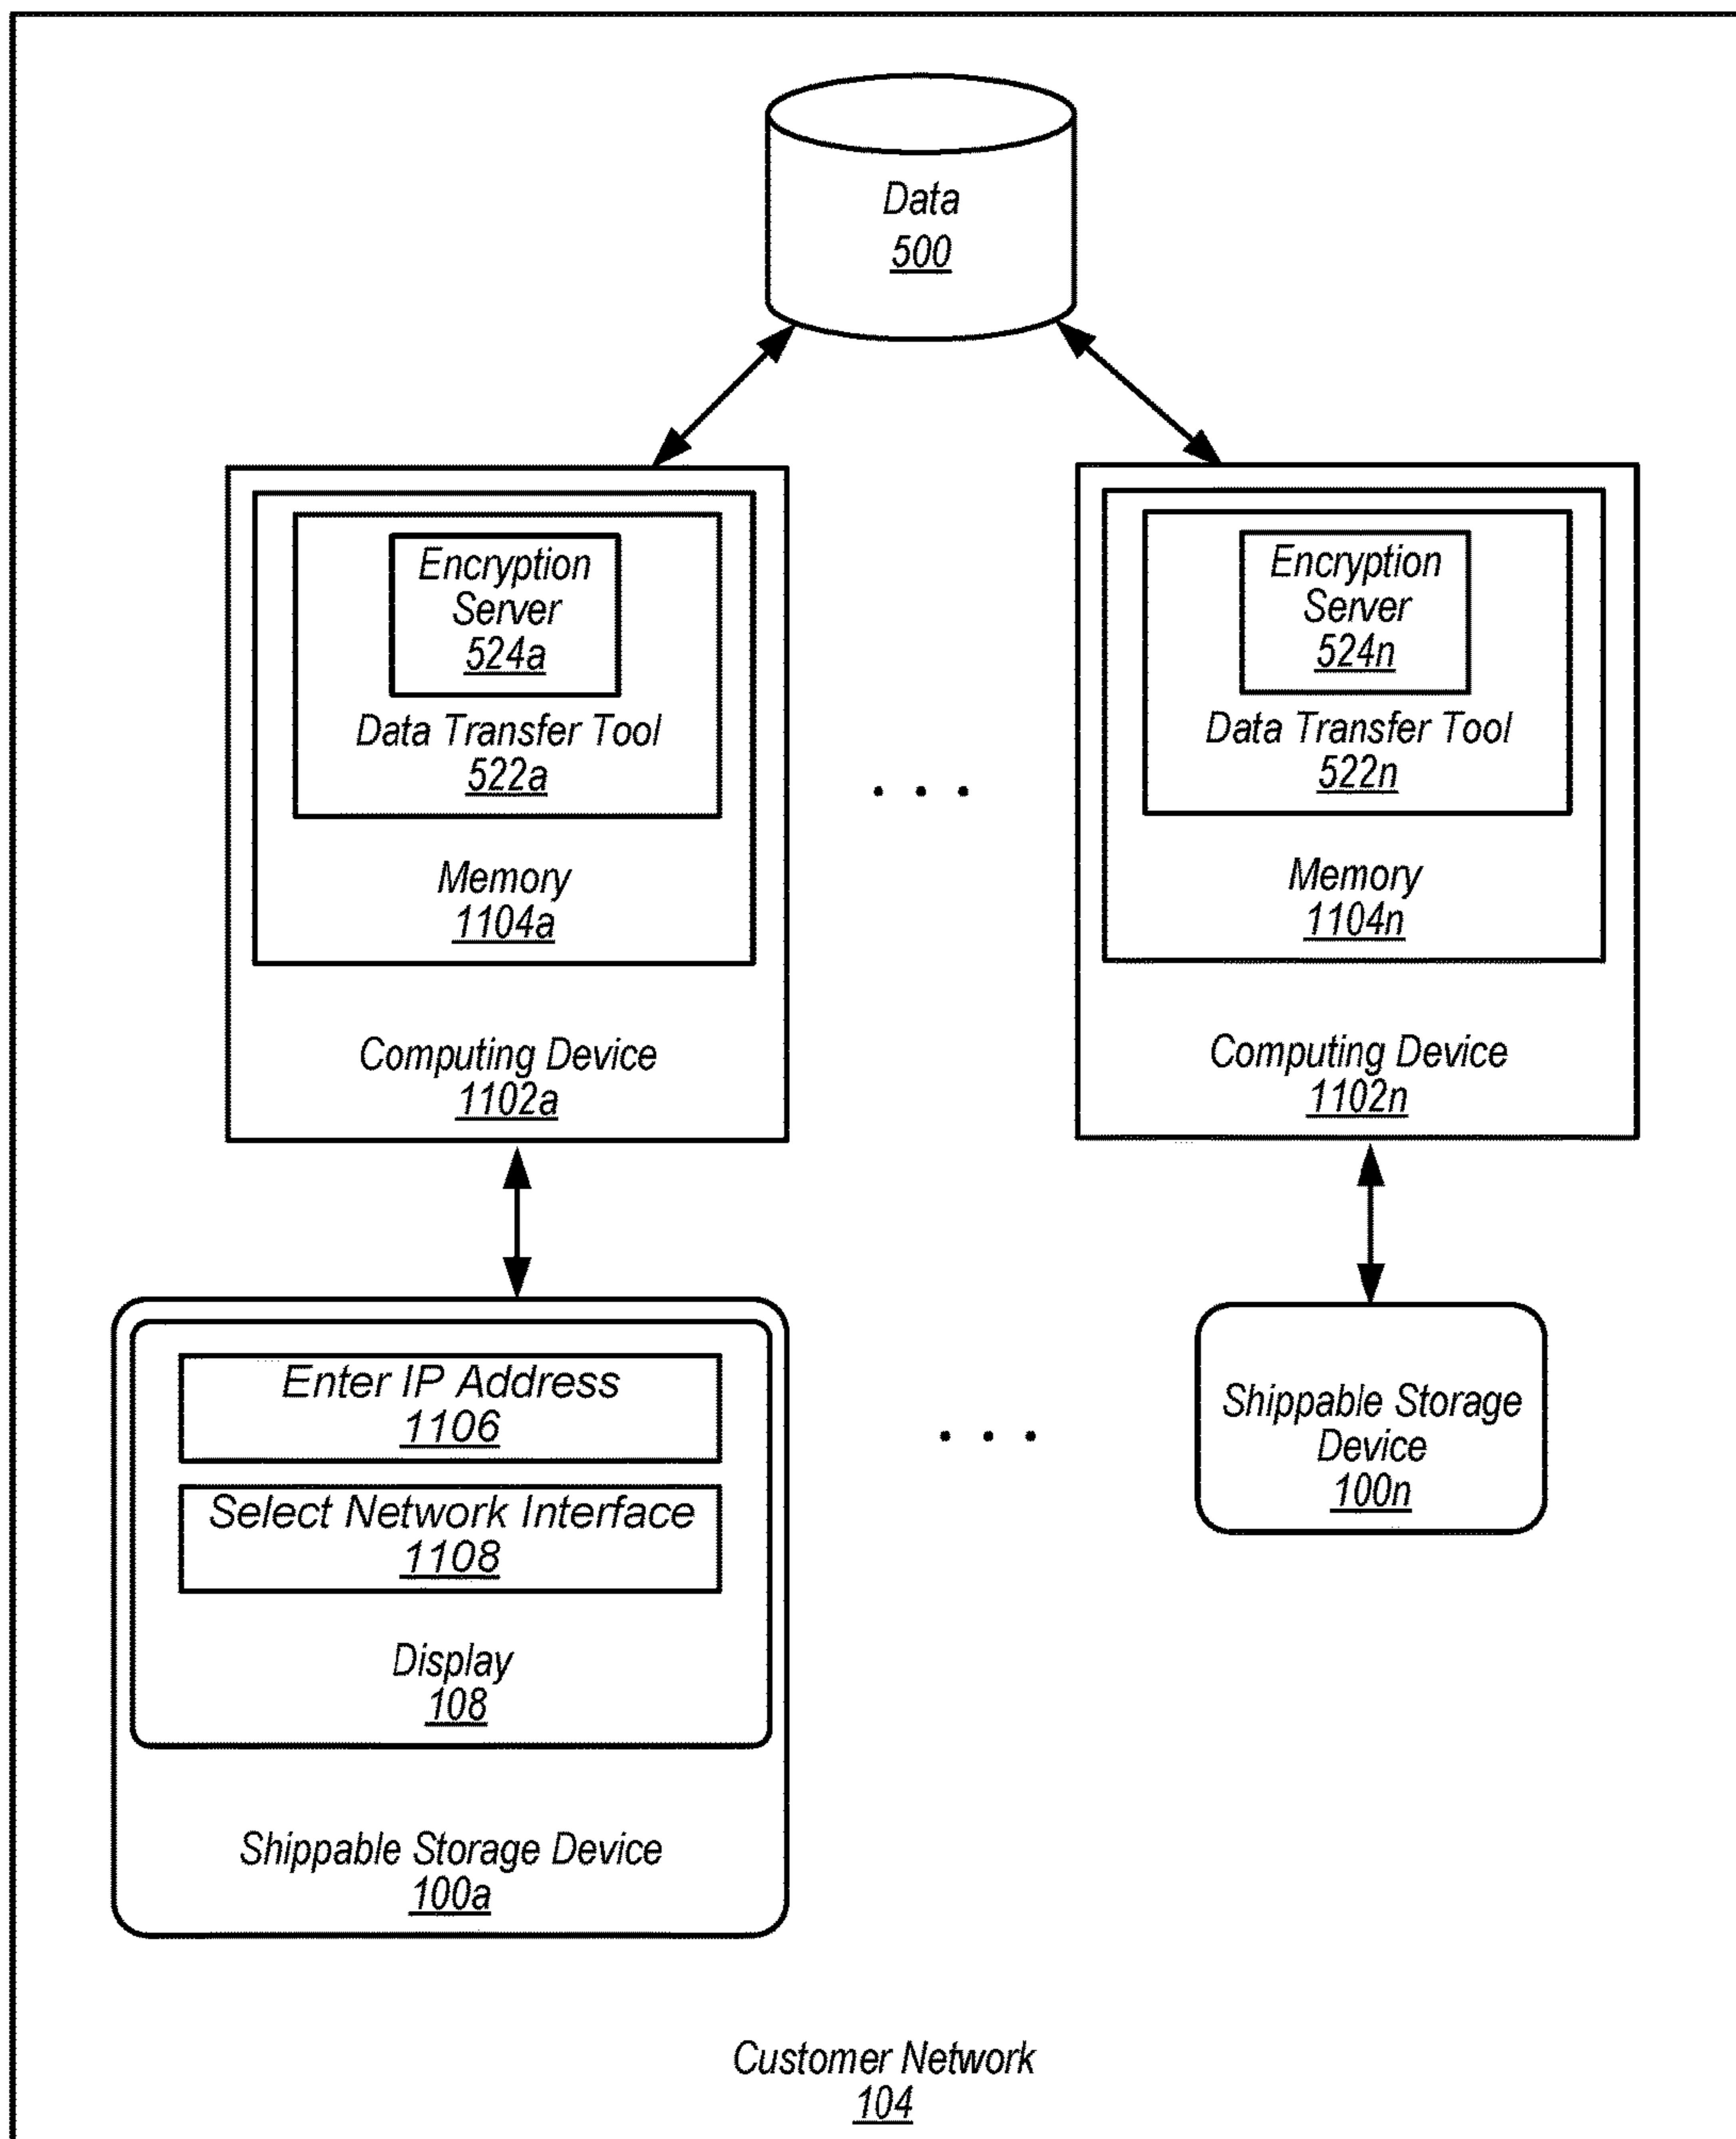 Data
500
Encryption
Server
524a
Data Transfer Tool
522a
Memory
1104a
Computing Device
1102a
. . .
Encryption
Server
524n
Data Transfer Tool
522n
Memory
1104n
Computing Device
1102n
Enter IP Address
1106
Select Network Interface
1108
Display
108
Shippable Storage Device
100a
. . .
Shippable Storage
Device
100n
Customer Network
104